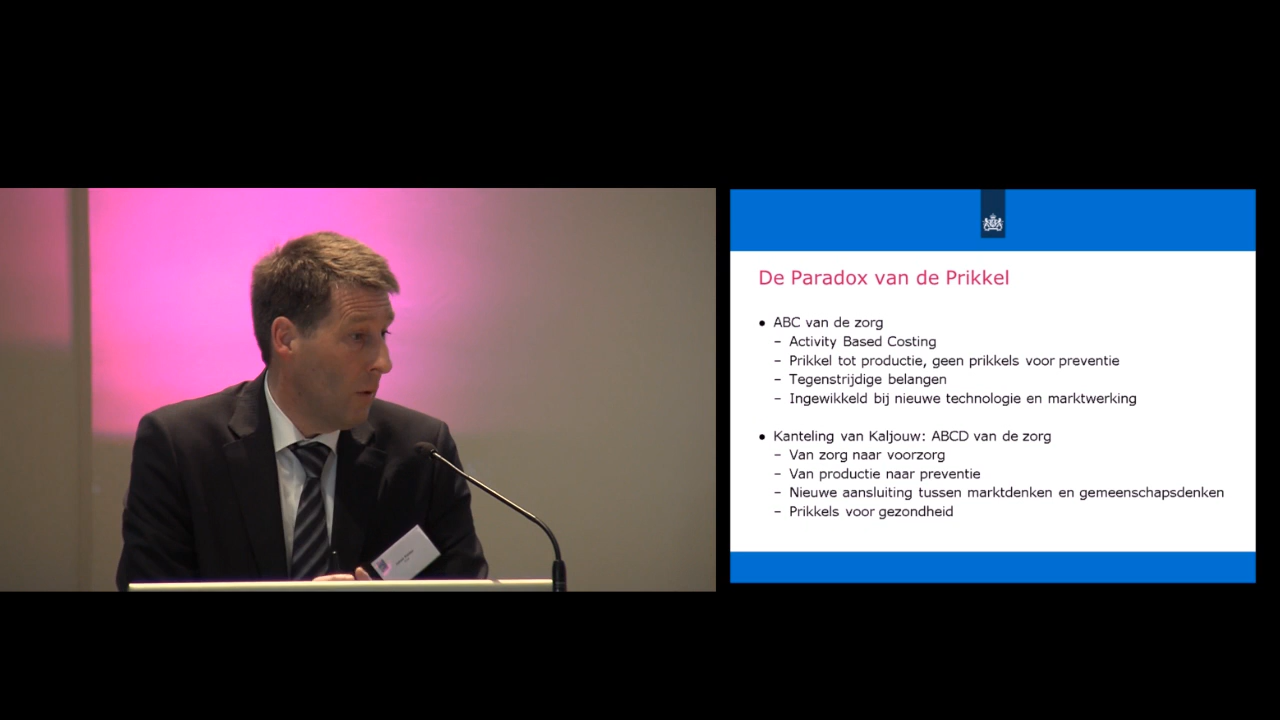 De Paradox van de Prikkel
● ABC van de zorg
– Activity Based Costing
– Prikkel tot productie, geen prikkels voor preventie
– Tegenstrijdige belangen
– Ingewikkeld bij nieuwe technologie en marktwerking
● Kanteling van Kaljouw: ABCD van de zorg
– Van zorg naar voorzorg
– Van productie naar preventie
– Nieuwe aansluiting tussen marktdenken en gemeenschapsdenken
– Prikkels voor gezondheid